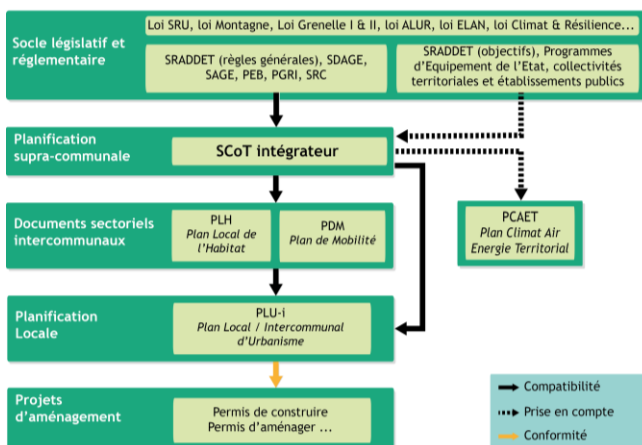 Loi SRU, loi Montagne, Loi Grenelle I & II, loi ALUR, loi ELAN, loi Climat & Résilience...
Socle législatif et
réglementaire
SRADDET (règles générales), SDAGE,
SAGE, PEB, PGRI, SRC
SRADDET (objectifs), Programmes
d'Equipement de l'Etat, collectivités
territoriales et établissements publics
Planification
supra-communale
SCoT intégrateur
Documents sectoriels
intercommunaux
PLH
Plan Local de
l'Habitat
PDM
Plan de Mobilité
PCAET
Plan Climat Air
Energie Territorial
Planification
Locale
PLU-i
Plan Local / Intercommunal
d'Urbanisme
Projets
d'aménagement
Permis de construire
Permis d'aménager ...
Compatibilité
Prise en compte
Conformité